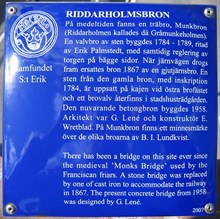 RIDDARHOLMSBRON
På medeltiden fanns en träbro, Munkbron
(Riddarholmen kallades då Gråmunkeholmen).
En valvbro av sten byggdes 1784 - 1789, ritad
av Erik Palmstedt, med samtidig reglering av
torgen på bägge sidor. När järnvägen drogs
fram ersattes bron 1867 av en gjutjärnsbro. En
sten från den gamla bron, med inskription
1784, är uppsatt på kajen vid östra brofästet
och ett brovalv återfinns i stadshusträdgården.
Den nuvarande betongbron byggdes 1958.
Arkitekt var G. Lené och konstruktör E.
Wretblad. På Munkbron finns ett minnesmärke
över de olika broarna av B. I. Lundkvist.
Samfundet
S:t Erik
There has been a bridge on this site ever since
the medieval 'Monks Bridge' used by the
Franciscan friars. A stone bridge was replaced
by one of cast iron to accommodate the railway
in 1867. The present concrete bridge from 1958
was designed by G. Lené.
2007